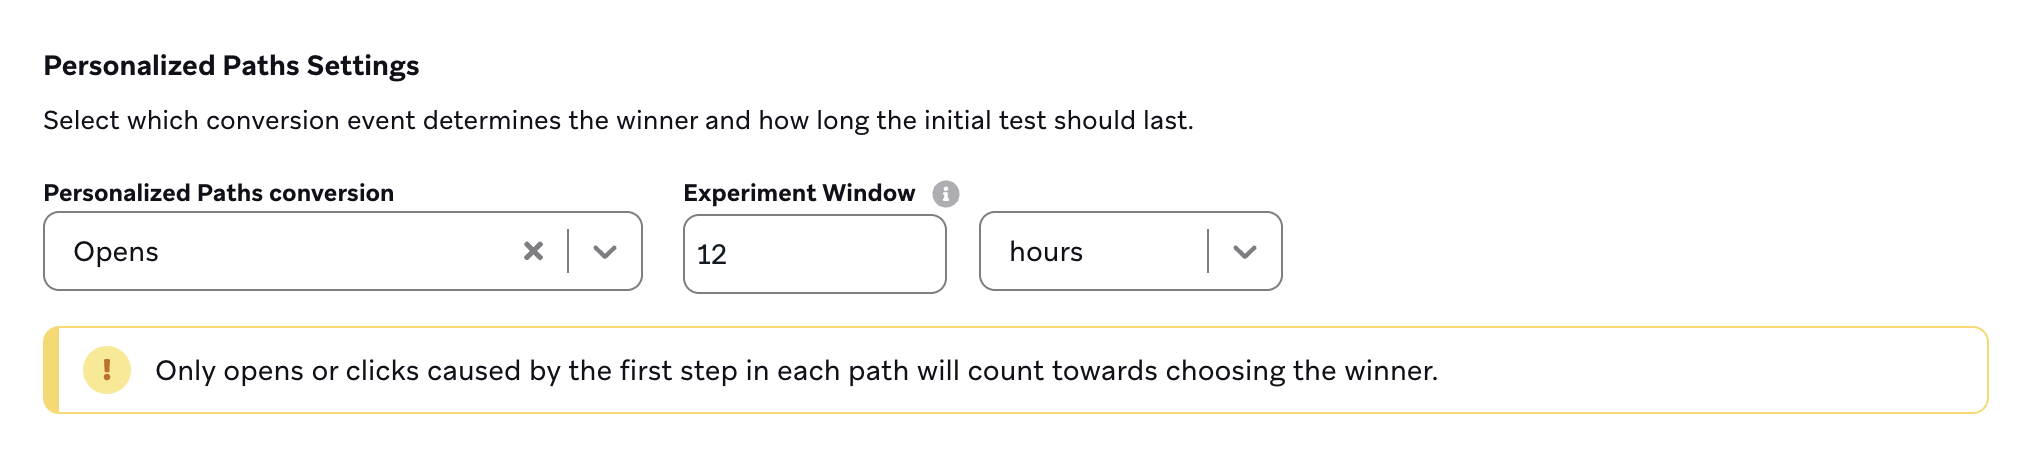 Personalized Paths Settings
Select which conversion event determines the winner and how long the initial test should last.
Personalized Paths conversion
Experiment Window
Opens
12
hours
Only opens or clicks caused by the first step in each path will count towards choosing the winner.